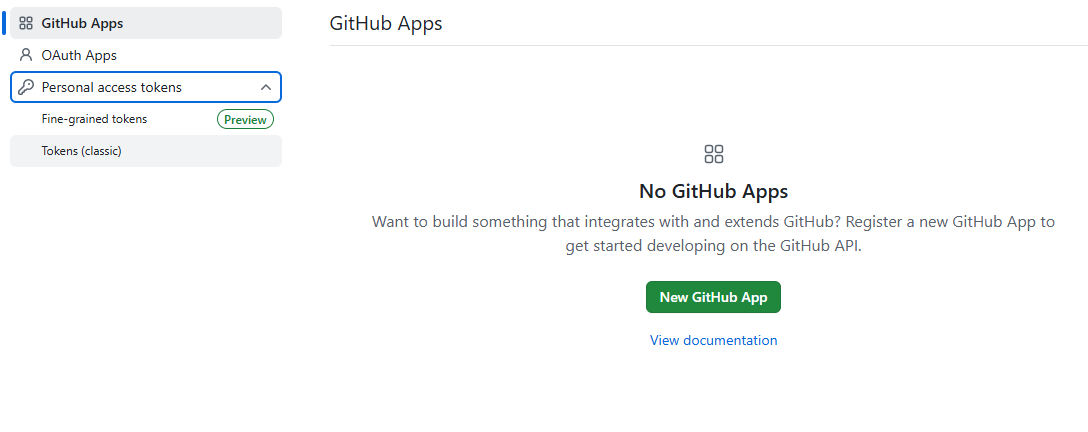 GitHub Apps
OAuth Apps
Personal access tokens
Fine-grained tokens Preview
Tokens (classic)
GitHub Apps
No GitHub Apps
Want to build something that integrates with and extends GitHub? Register a new GitHub App to
get started developing on the GitHub API.
New GitHub App
View documentation